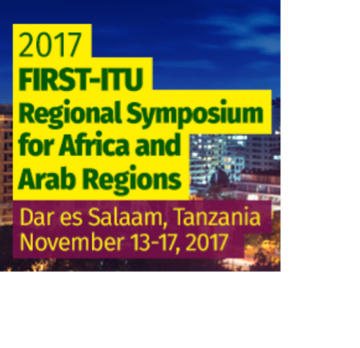 2017
FIRST-ITU
Regional Symposium
for Africa and
Arab Regions
Dar es Salaam, Tanzania
November 13-17, 2017